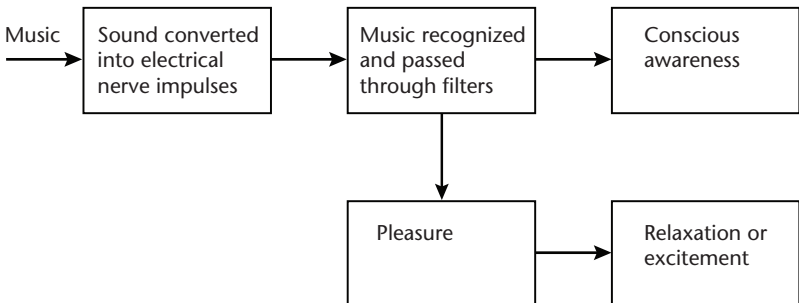 Music
Sound converted
into electrical
nerve impulses
Music recognized
and passed
through filters
Conscious
awareness
Pleasure
Relaxation or
excitement